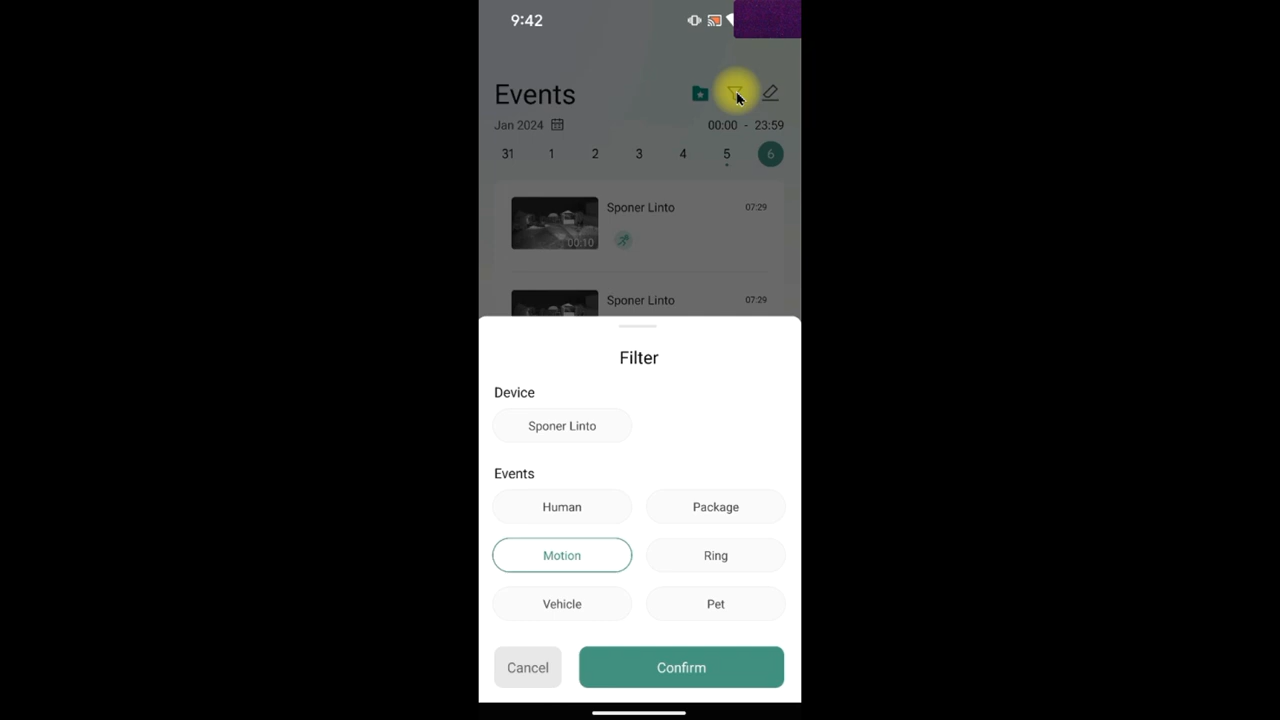 9:42
Events
Jan 2024 00:00 - 23:59
31 1 2 3 4 5 6
Sponer Linto 07:29
00:10
Sponer Linto 07:29
Filter
Device
Sponer Linto
Events
Human Package
Motion Ring
Vehicle Pet
Cancel Confirm